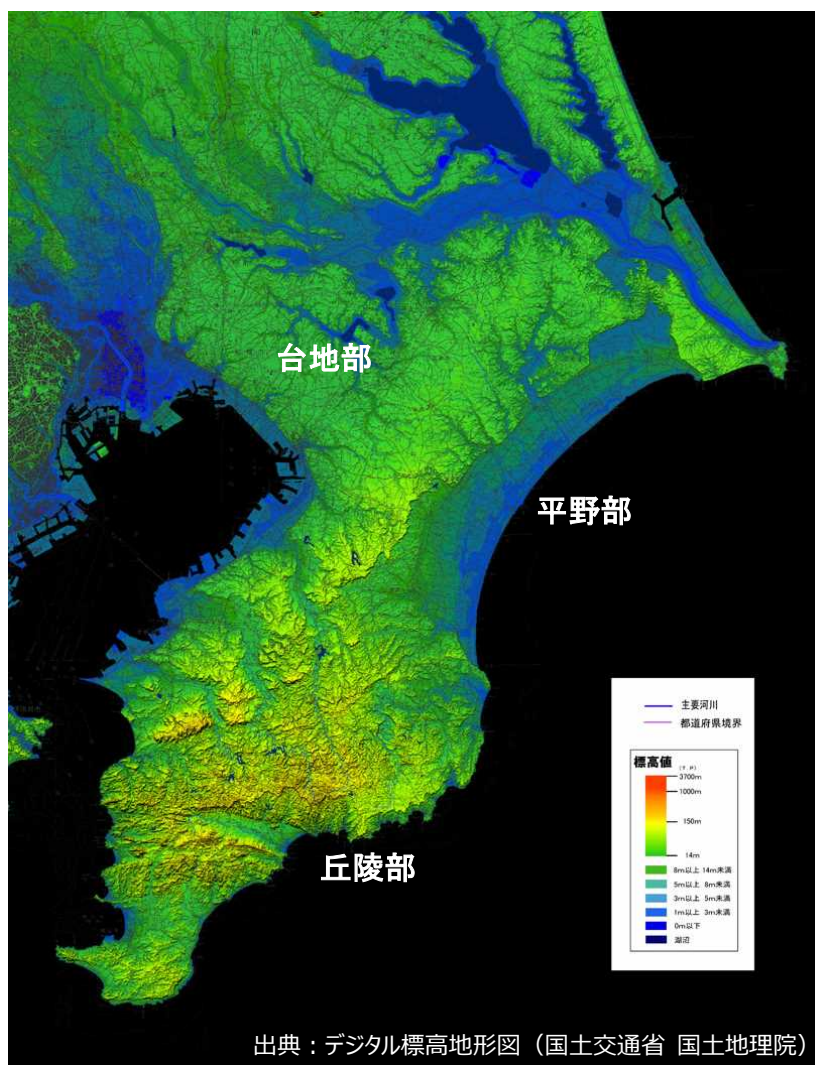 台地部
平野部
丘陵部
主要河川
都道府県境界
標高値
3700m
1000m
150m
14m
8m以上 14m未満
5m以上 8m未満
3m以上 5m未満
1m以上 3m未満
0m以下
湖沼
出典：デジタル標高地形図（国土交通省 国土地理院）